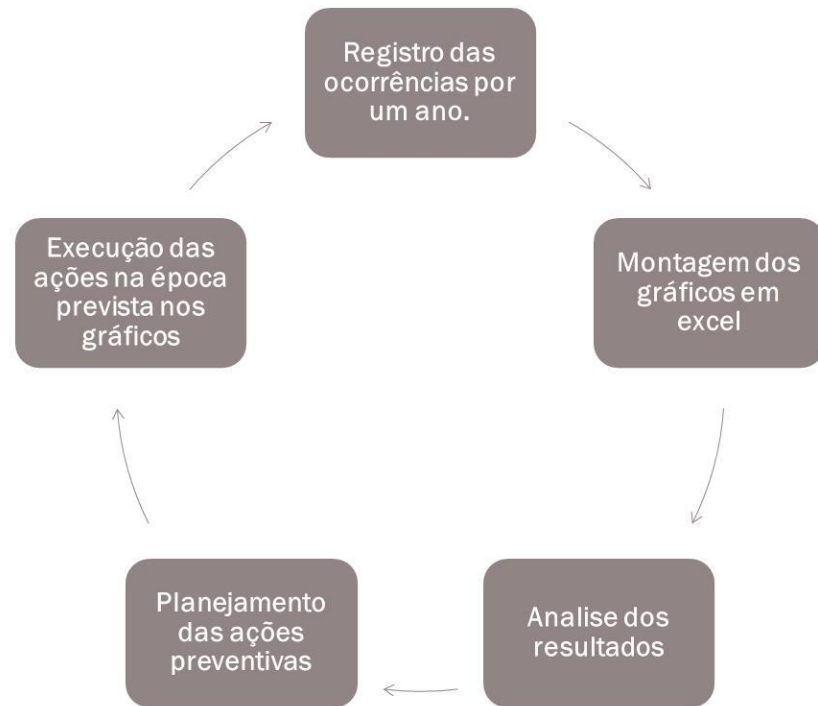 Registro das
ocorrências por
um ano.
Montagem dos
gráficos em
excel
Analise dos
resultados
Planejamento
das ações
preventivas
Execução das
ações na época
prevista nos
gráficos